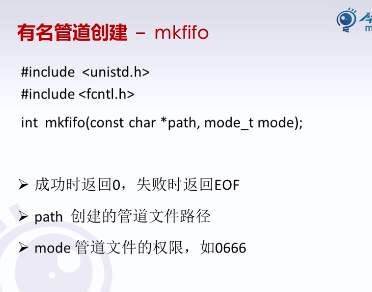 有名管道创建 – mkfifo
#include <unistd.h>
#include <fcntl.h>
int mkfifo(const char *path, mode_t mode);
➢ 成功时返回0，失败时返回EOF
➢ path 创建的管道文件路径
➢ mode 管道文件的权限，如0666